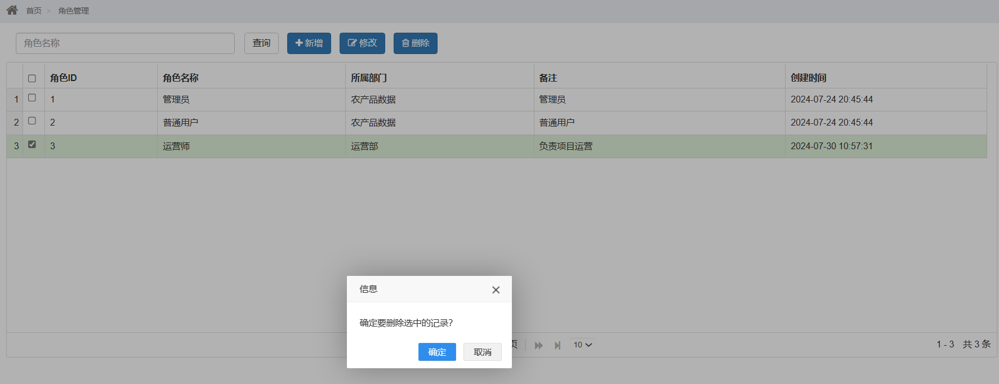 首页 > 角色管理
角色名称 查询 新增 修改 删除
角色ID 角色名称 所属部门 备注 创建时间
1 1 管理员 农产品数据 管理员 2024-07-24 20:45:44
2 2 普通用户 农产品数据 普通用户 2024-07-24 20:45:44
3 3 运营师 运营部 负责项目运营 2024-07-30 10:57:31
信息
确定要删除选中的记录?
页 10 1 - 3 共 3 条
确定 取消